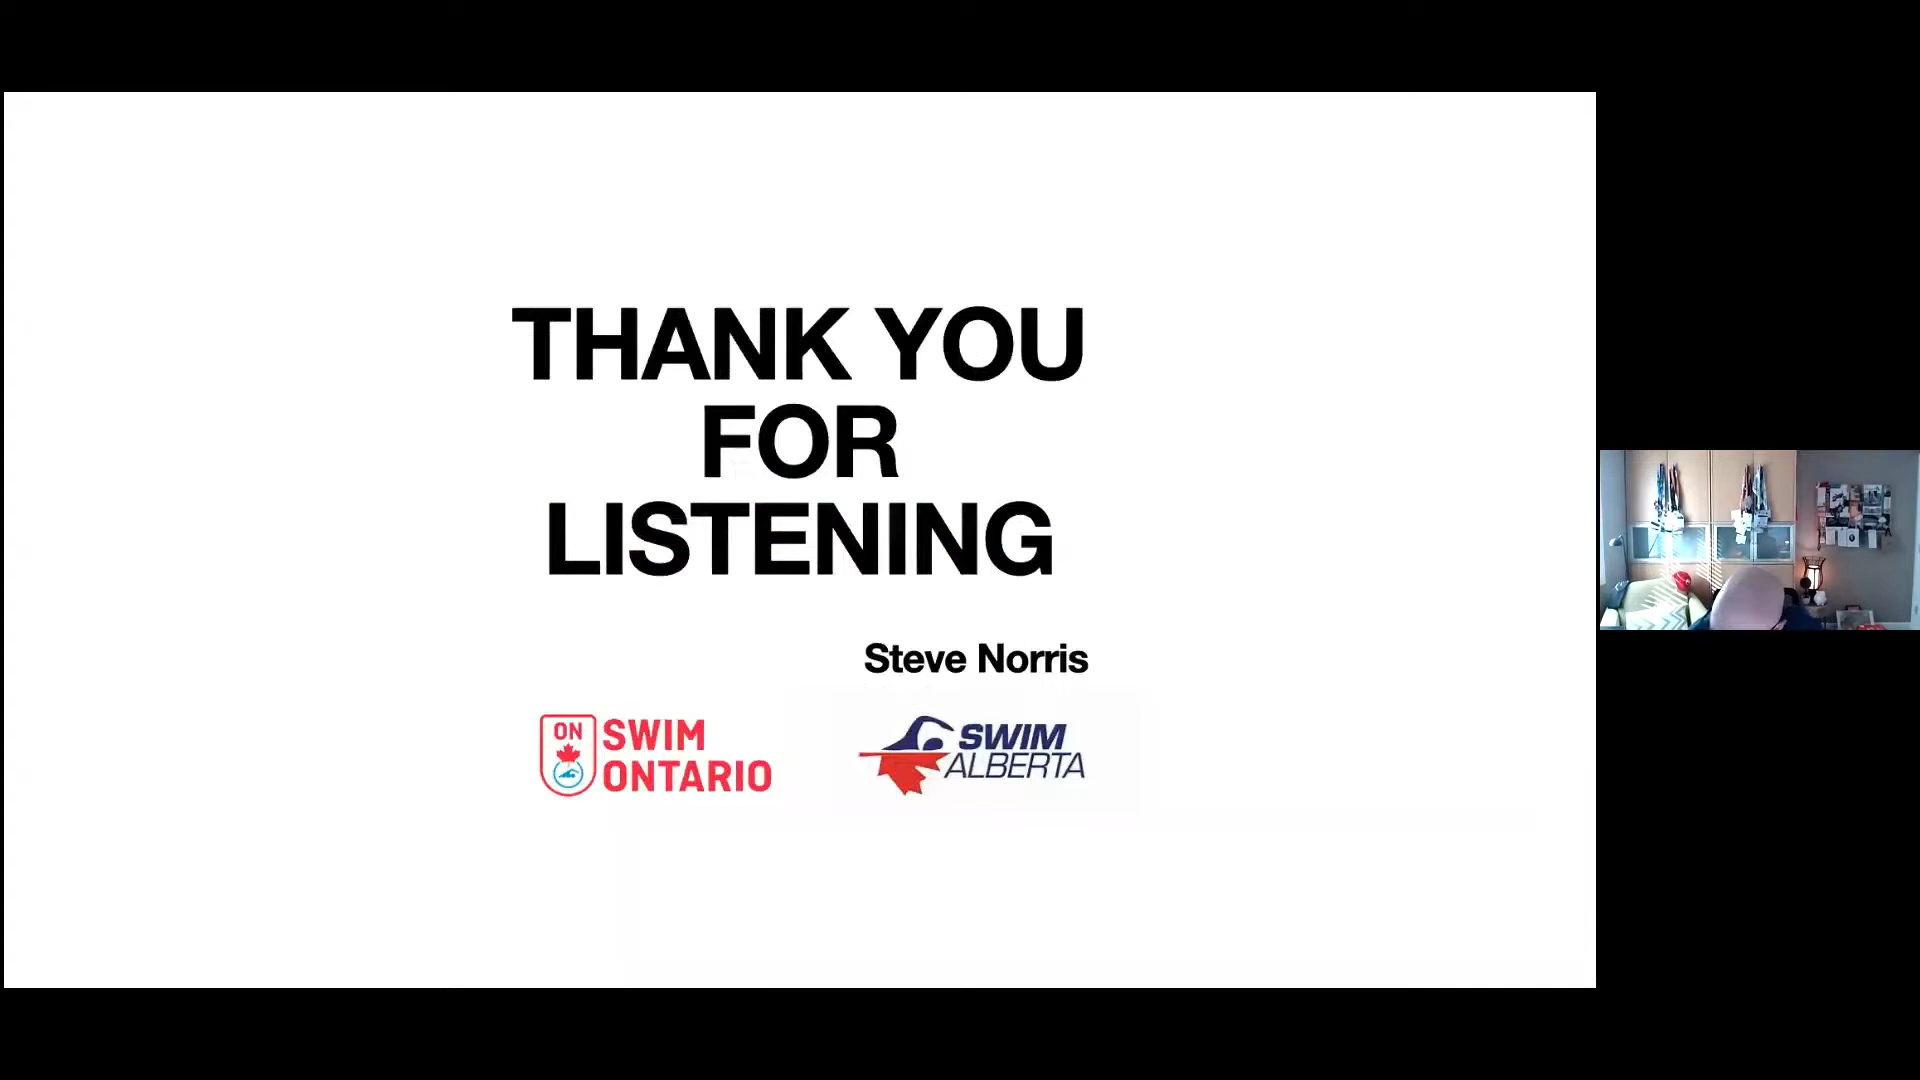 THANK YOU
FOR
LISTENING
Steve Norris
ON
SWIM
ONTARIO
SWIM
ALBERTA